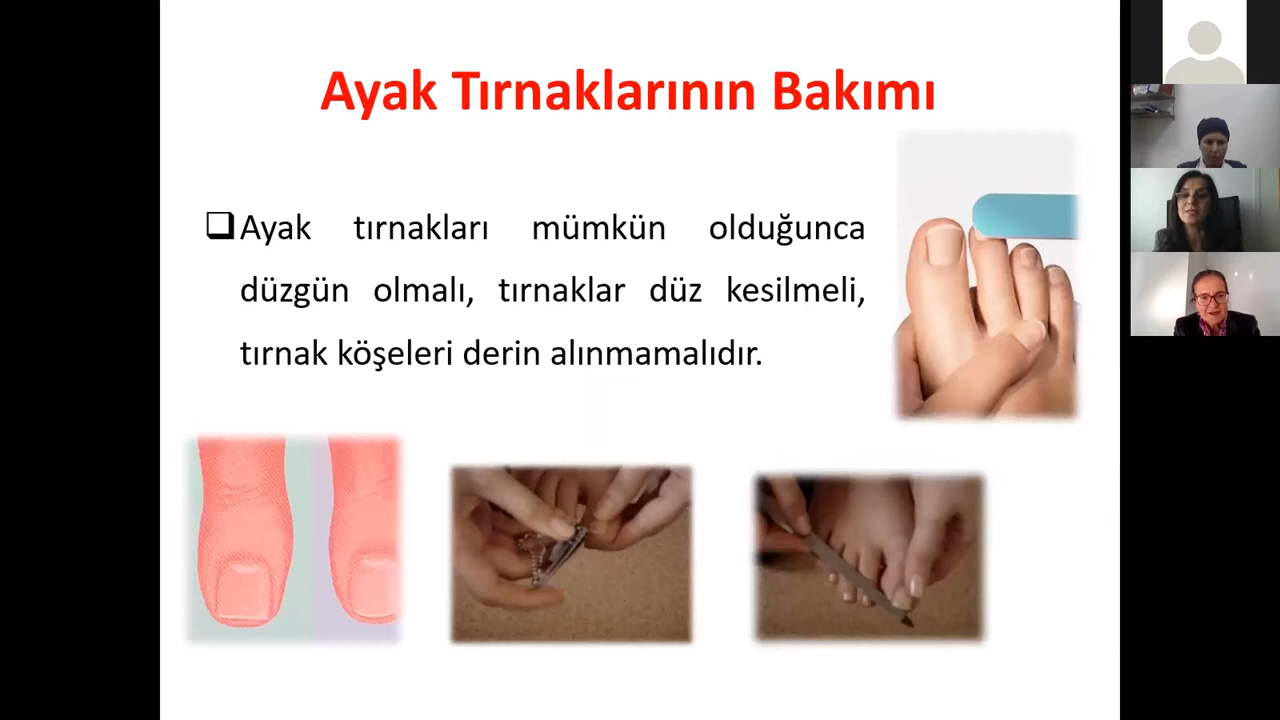 Ayak Tırnaklarının Bakımı
Ayak tırnakları mümkün olduğunca
düzgün olmalı, tırnaklar düz kesilmeli,
tırnak köşeleri derin alınmamalıdır.